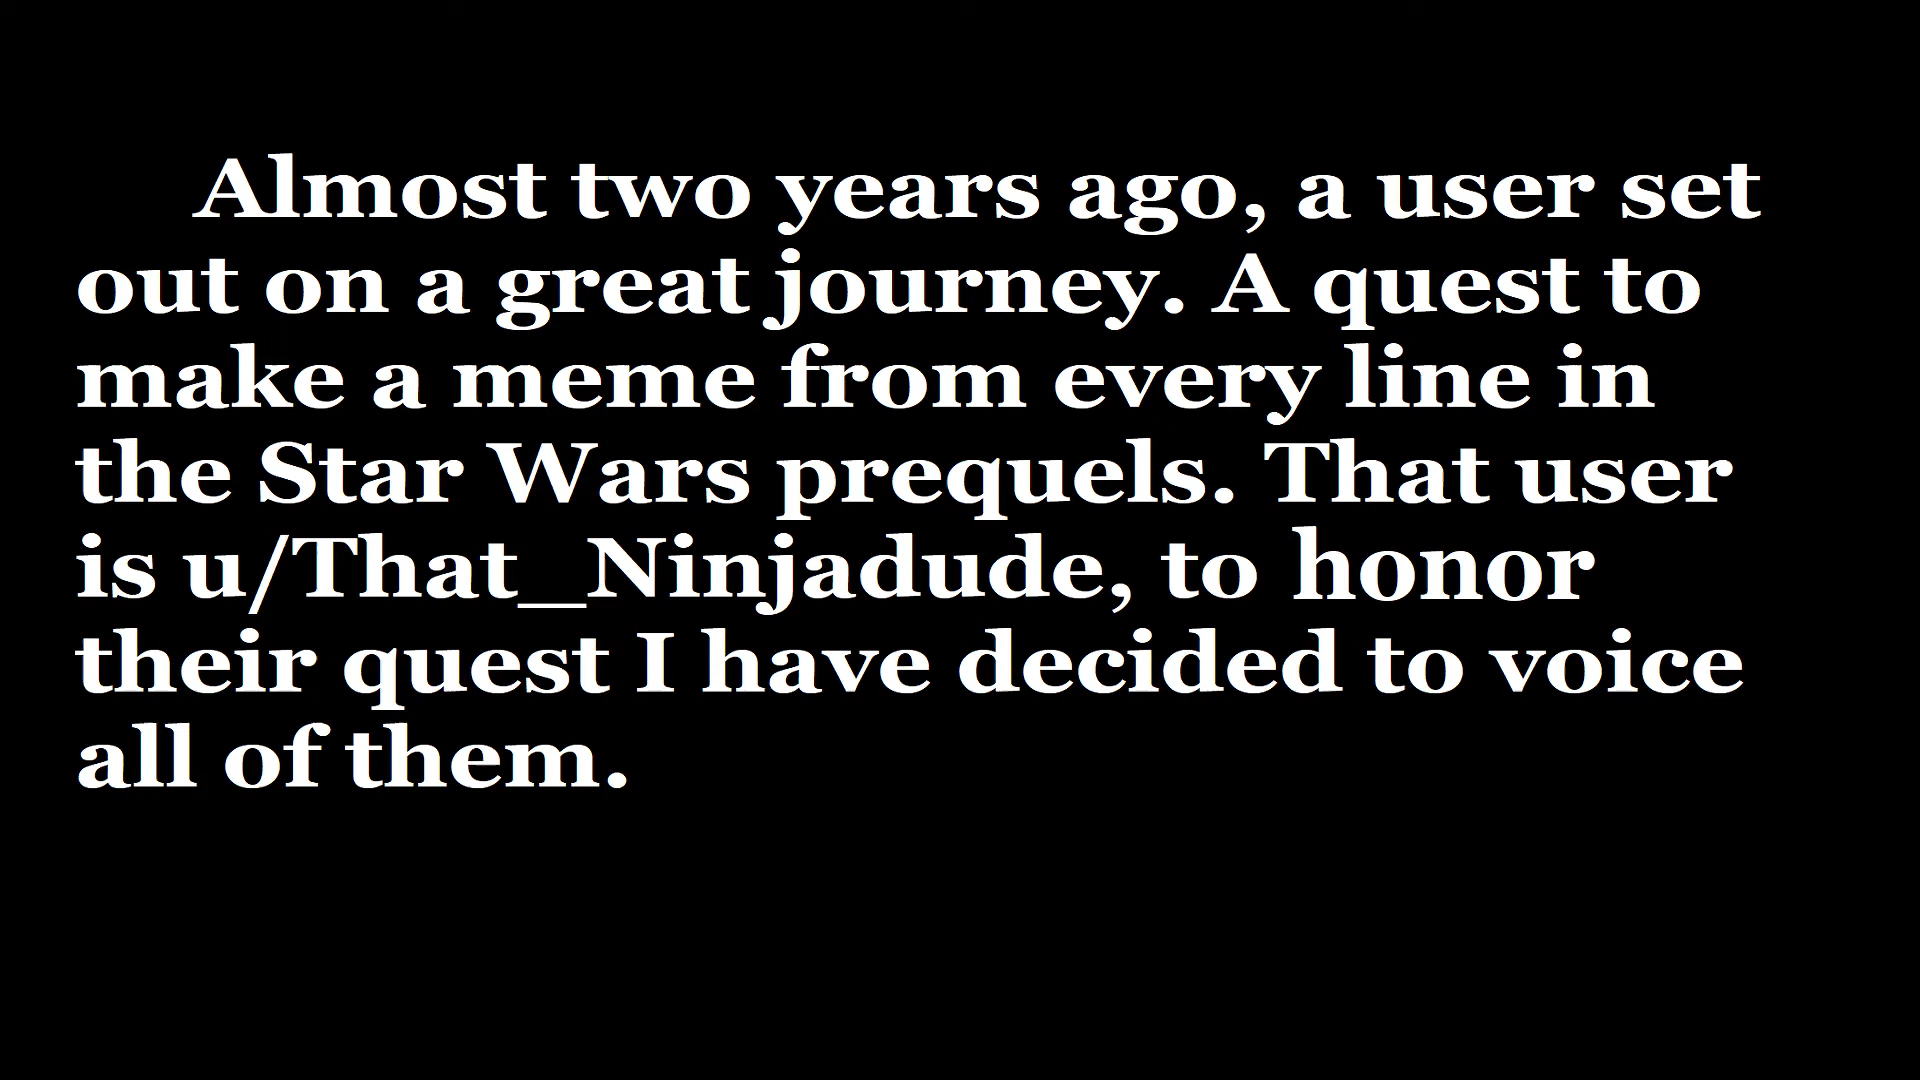 Almost two years ago, a user set
out on a great journey. A quest to
make a meme from every line in
the Star Wars prequels. That user
is u/That_Ninjadude, to honor
their quest I have decided to voice
all of them.